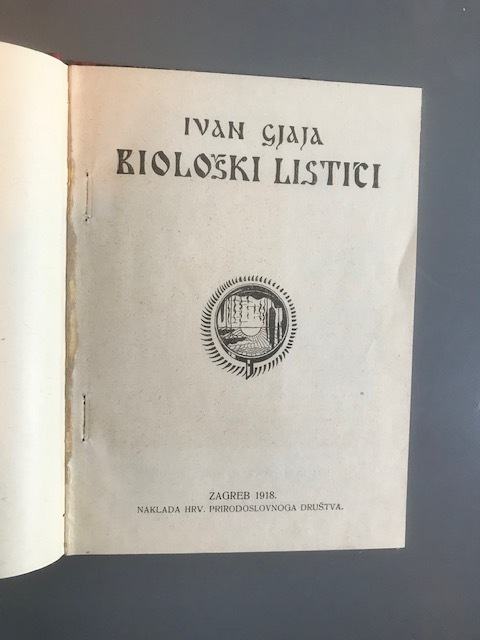 IVAN GJAJA
BIOLOŠKI LISTIĆI
ZAGREB 1918.
NAKLADA HRV. PRIRODOSLOVNOGA DRUŠTVA.